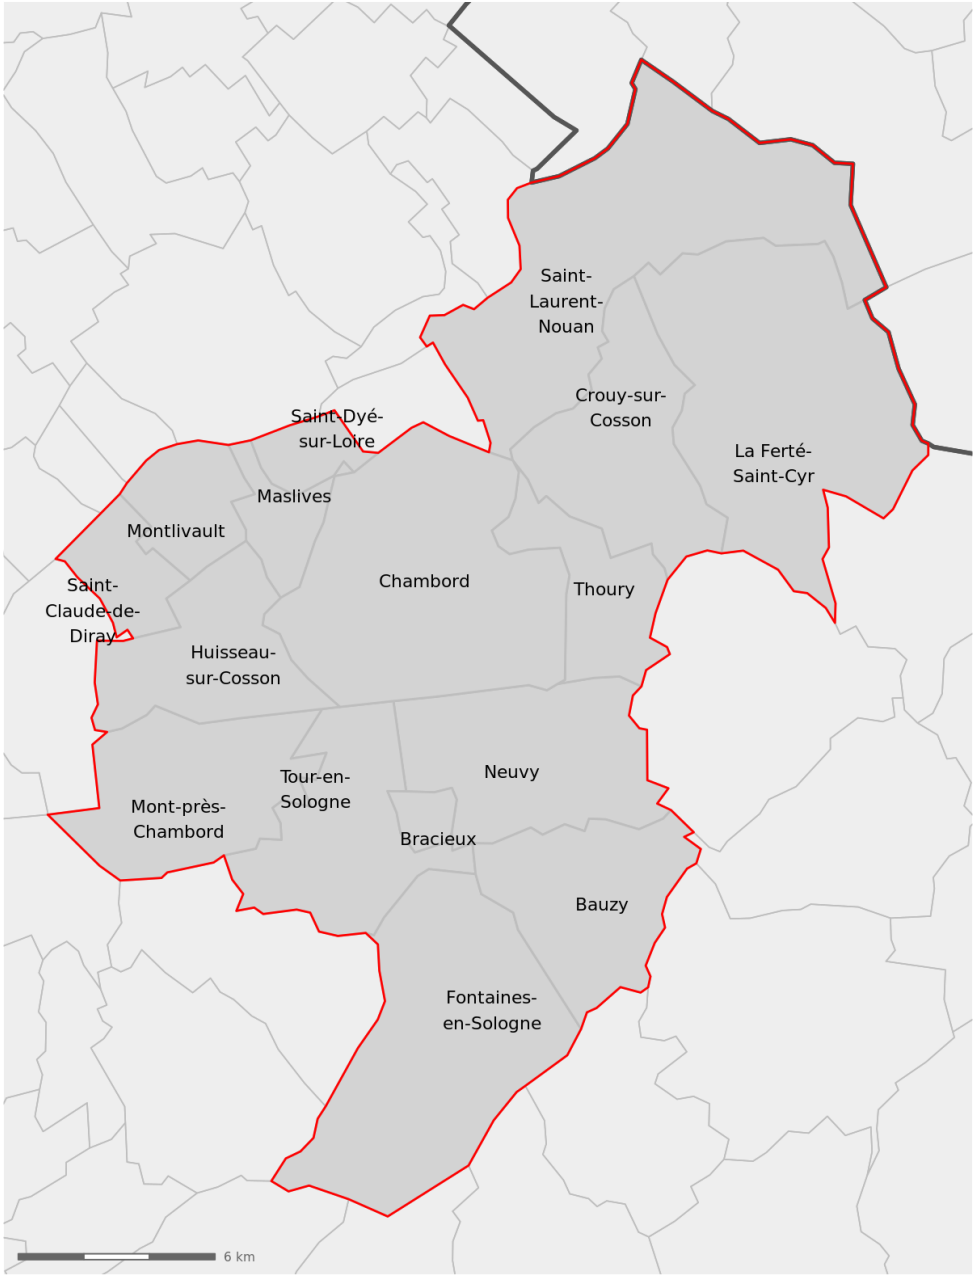 Saint-
Laurent-
Nouan
Crouy-sur-
Cosson
Saint-Dyé-
sur-Loire
La Ferté-
Saint-Cyr
Maslives
Montlivault
Chambord
Thoury
Saint-
Claude-de-
Diray
Huisseau-
sur-Cosson
Neuvy
Tour-en-
Sologne
Mont-près-
Chambord
Bracieux
Bauzy
Fontaines-
en-Sologne
6 km